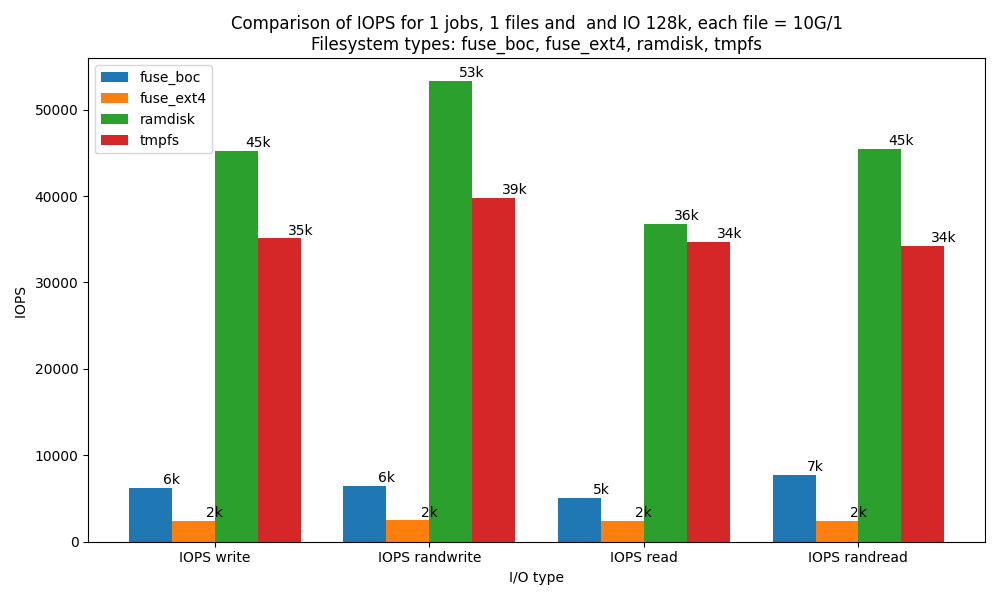 Comparison of IOPS for 1 jobs, 1 files and  and IO 128k, each file = 10G/1
Filesystem types: fuse_boc, fuse_ext4, ramdisk, tmpfs
fuse_boc
fuse_ext4
ramdisk
tmpfs
IOPS
50000
40000
30000
20000
10000
0
6k
2k
45k
35k
6k
2k
53k
39k
5k
2k
36k
34k
7k
2k
45k
34k
IOPS write
IOPS randwrite
IOPS read
IOPS randread
I/O type